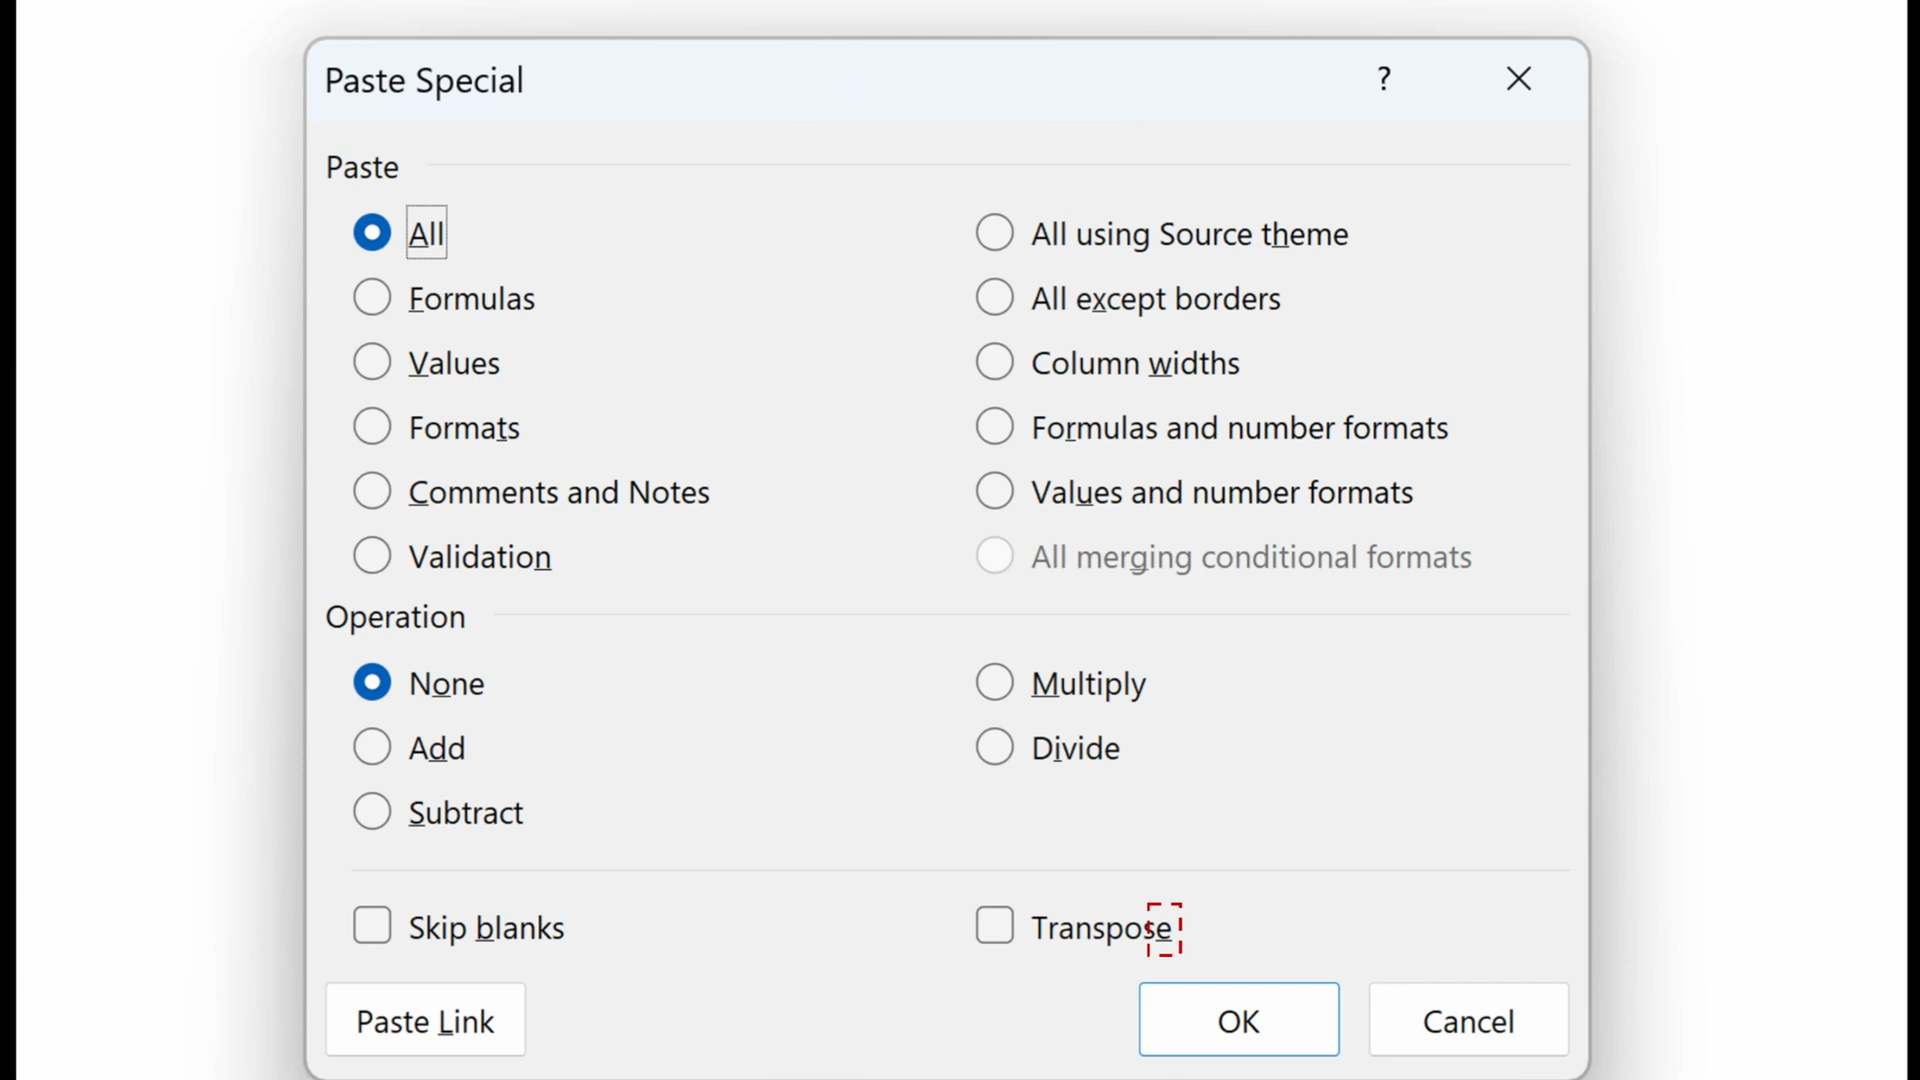 Paste Special ?
Paste
All All using Source theme
Formulas All except borders
Values Column widths
Formats Formulas and number formats
Comments and Notes Values and number formats
Validation All merging conditional formats
Operation
None Multiply
Add Divide
Subtract
Skip blanks Transpose
Paste Link OK Cancel